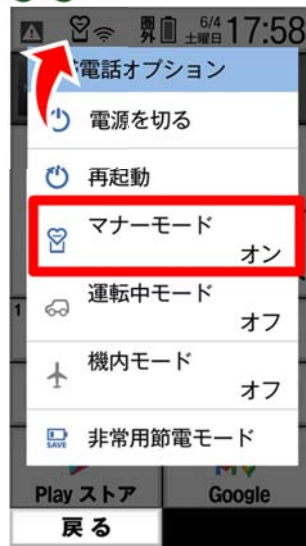 圏外 6/4 土曜日 17:58
電話オプション
電源を切る
再起動
マナーモード
オン
運転中モード
オフ
機内モード
オフ
SAVE 非常用節電モード
1
Play ストア Google
戻る